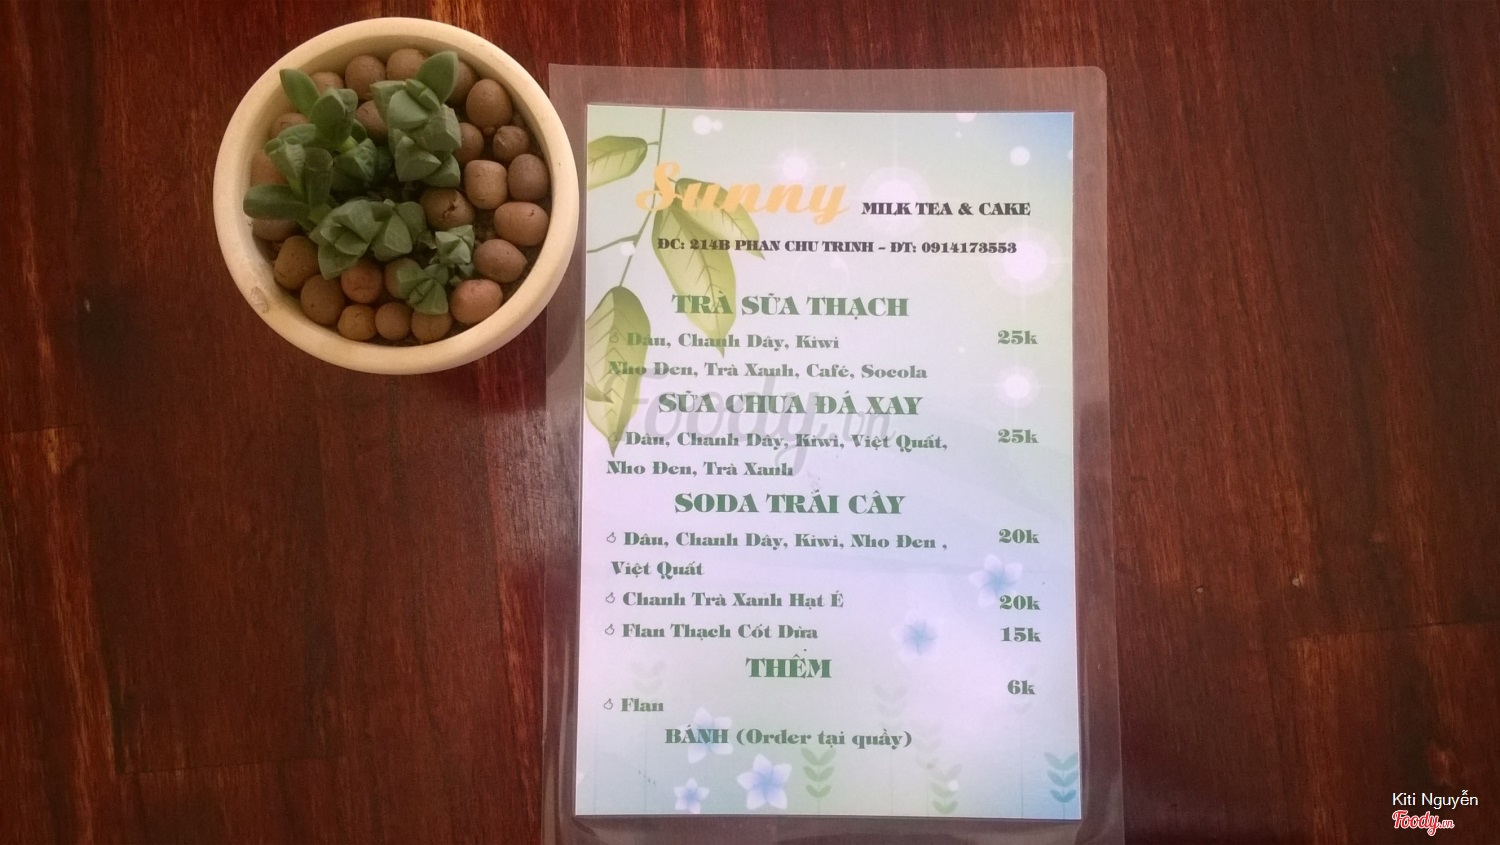 Sunny MILK TEA & CAKE
ĐC: 214B PHAN CHU TRINH – ĐT: 0914173553
TRÀ SỮA THẠCH
Dâu, Chanh Dây, Kiwi 25k
Nho Đen, Trà Xanh, Café, Socola
SỮA CHUA ĐÁ XAY
Dâu, Chanh Dây, Kiwi, Việt Quất, 25k
Nho Đen, Trà Xanh
SODA TRÁI CÂY
Dâu, Chanh Dây, Kiwi, Nho Đen , 20k
Việt Quất
Chanh Trà Xanh Hạt É 20k
Flan Thạch Cốt Dừa 15k
THÊM
Flan 6k
BÁNH (Order tại quầy)
Foody.vn
Kiti Nguyễn
Foody.vn